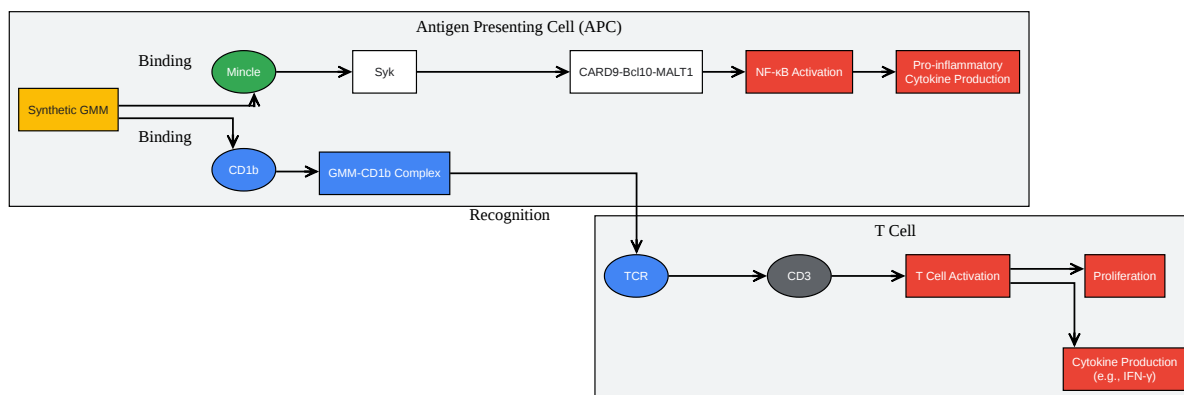 Antigen Presenting Cell (APC)
Binding
Mincle
Syk
CARD9-Bcl10-MALT1
NF-κB Activation
Pro-inflammatory
Cytokine Production
Synthetic GMM
Binding
CD1b
GMM-CD1b Complex
Recognition
T Cell
TCR
CD3
T Cell Activation
Proliferation
Cytokine Production
(e.g., IFN-γ)